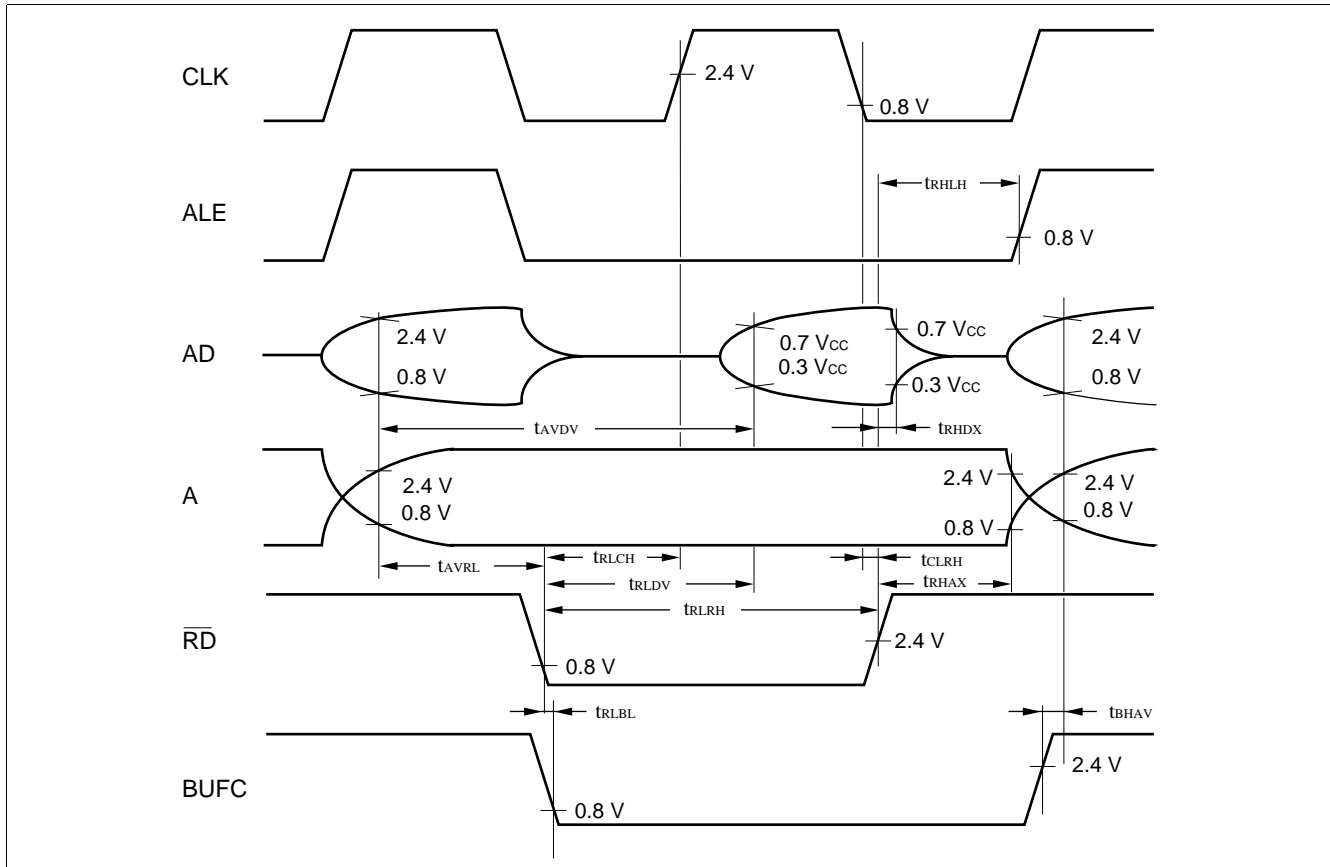 CLK
2.4 V
0.8 V
tRHLH
ALE
0.8 V
2.4 V
0.8 V
0.7 VCC
0.3 VCC
0.7 VCC
0.3 VCC
2.4 V
0.8 V
AD
tAVDV
tRHDX
A
2.4 V
0.8 V
2.4 V
0.8 V
2.4 V
0.8 V
tAVRL
tRLCH
tCLRH
tRLDV
tRHAX
tRLRH
RD
0.8 V
2.4 V
tRLBL
tBHAV
BUFC
0.8 V
2.4 V